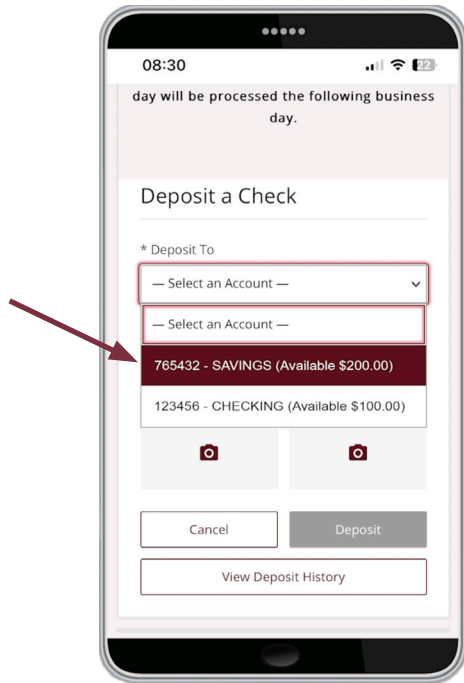 08:30
22
day will be processed the following business
day.
Deposit a Check
* Deposit To
— Select an Account —
— Select an Account —
765432 - SAVINGS (Available $200.00)
123456 - CHECKING (Available $100.00)
Cancel
Deposit
View Deposit History